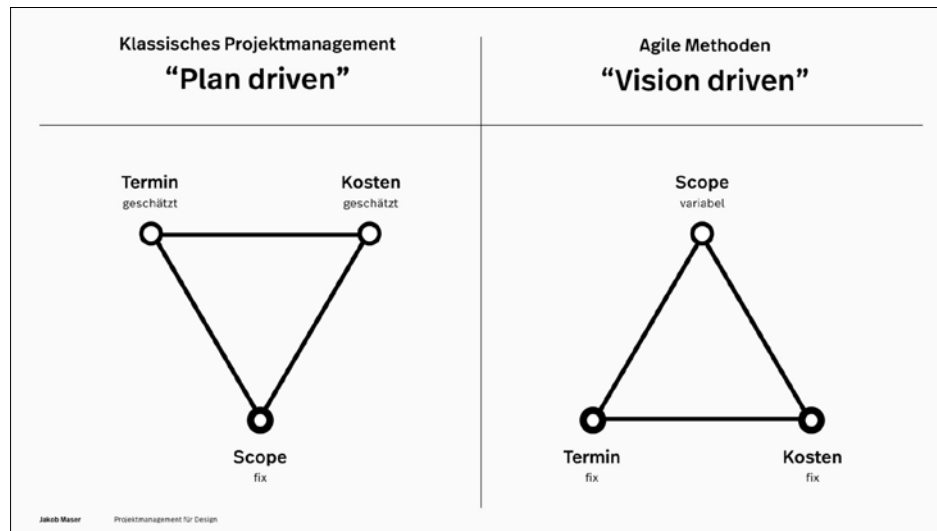 Klassisches Projektmanagement
“Plan driven”
Agile Methoden
“Vision driven”
Termin
geschätzt
Kosten
geschätzt
Scope
fix
Scope
variabel
Termin
fix
Kosten
fix
Jakob Maser Projektmanagement für Design